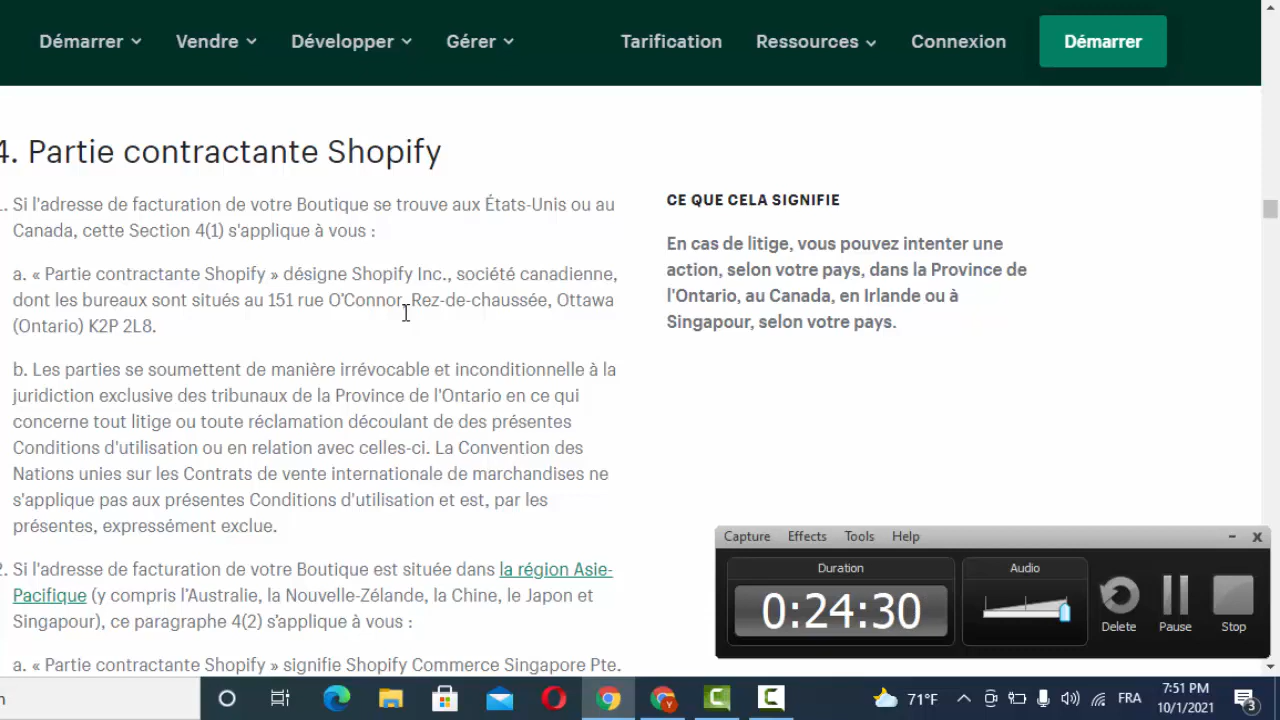 Démarrer Vendre Développer Gérer Tarification Ressources Connexion Démarrer
4. Partie contractante Shopify
1. Si l'adresse de facturation de votre Boutique se trouve aux États-Unis ou au
Canada, cette Section 4(1) s'applique à vous :
a. « Partie contractante Shopify » désigne Shopify Inc., société canadienne,
dont les bureaux sont situés au 151 rue O'Connor, Rez-de-chaussée, Ottawa
(Ontario) K2P 2L8.
b. Les parties se soumettent de manière irrévocable et inconditionnelle à la
juridiction exclusive des tribunaux de la Province de l'Ontario en ce qui
concerne tout litige ou toute réclamation découlant de des présentes
Conditions d'utilisation ou en relation avec celles-ci. La Convention des
Nations unies sur les Contrats de vente internationale de marchandises ne
s'applique pas aux présentes Conditions d'utilisation et est, par les
présentes, expressément exclue.
2. Si l'adresse de facturation de votre Boutique est située dans la région Asie-
Pacifique (y compris l'Australie, la Nouvelle-Zélande, la Chine, le Japon et
Singapour), ce paragraphe 4(2) s'applique à vous :
a. « Partie contractante Shopify » signifie Shopify Commerce Singapore Pte.
CE QUE CELA SIGNIFIE
En cas de litige, vous pouvez intenter une
action, selon votre pays, dans la Province de
l'Ontario, au Canada, en Irlande ou à
Singapour, selon votre pays.
Capture Effects Tools Help
Duration
0:24:30
Audio
Delete Pause Stop
71°F
FRA
7:51 PM
10/1/2021
3